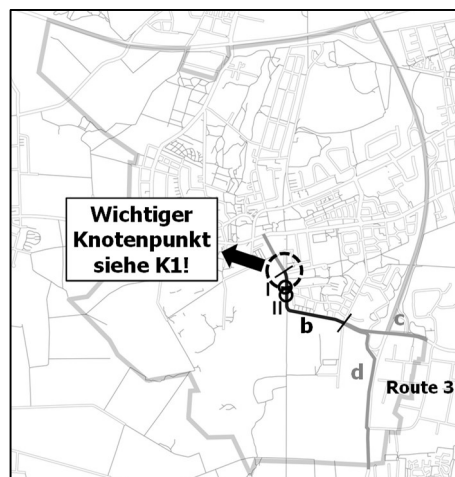 Wichtiger
Knotenpunkt
siehe K1!
I
II
b
c
d
Route 3